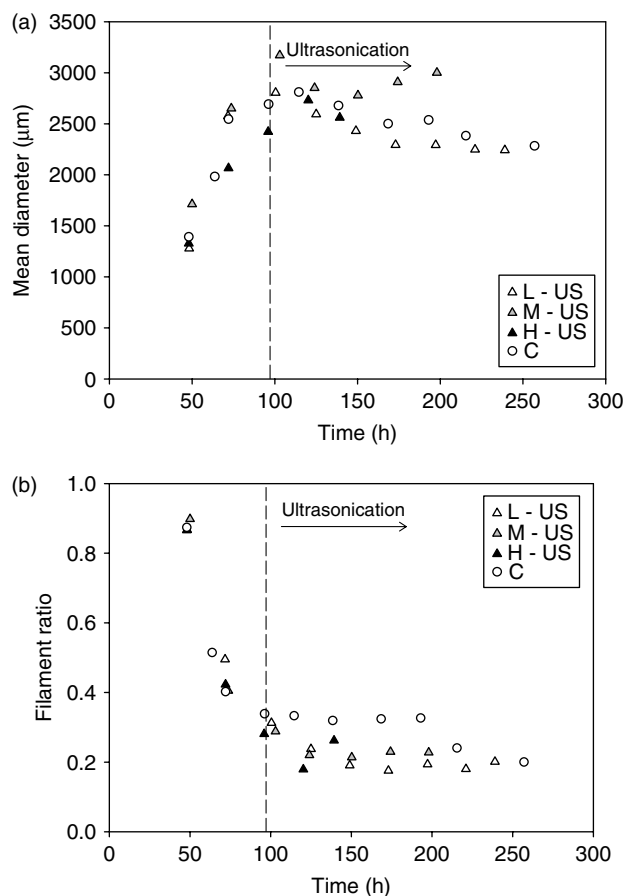 (a)
4000
3500
3000
2500
2000
1500
1000
500
0
Mean diameter (μm)
Ultrasonication
L - US
M - US
H - US
C
0 50 100 150 200 250 300
Time (h)
(b)
1.0
0.8
0.6
0.4
0.2
0.0
Filament ratio
Ultrasonication
L - US
M - US
H - US
C
0 50 100 150 200 250 300
Time (h)